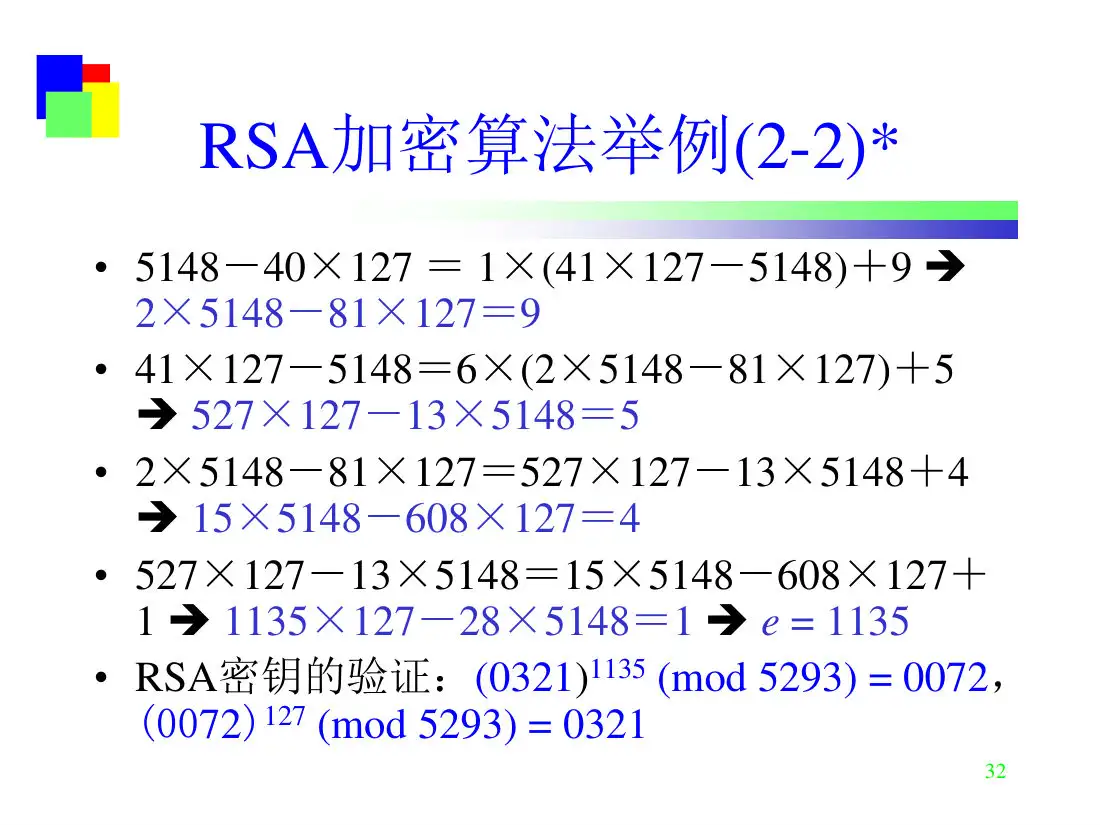 RSA加密算法举例(2-2)*
• 5148－40×127 ＝ 1×(41×127－5148)＋9 ➔
2×5148－81×127＝9
• 41×127－5148＝6×(2×5148－81×127)＋5
➔ 527×127－13×5148＝5
• 2×5148－81×127＝527×127－13×5148＋4
➔ 15×5148－608×127＝4
• 527×127－13×5148＝15×5148－608×127＋
1 ➔ 1135×127－28×5148＝1 ➔ e = 1135
• RSA密钥的验证：(0321)¹¹³⁵ (mod 5293) = 0072，
(0072)¹²⁷ (mod 5293) = 0321
32